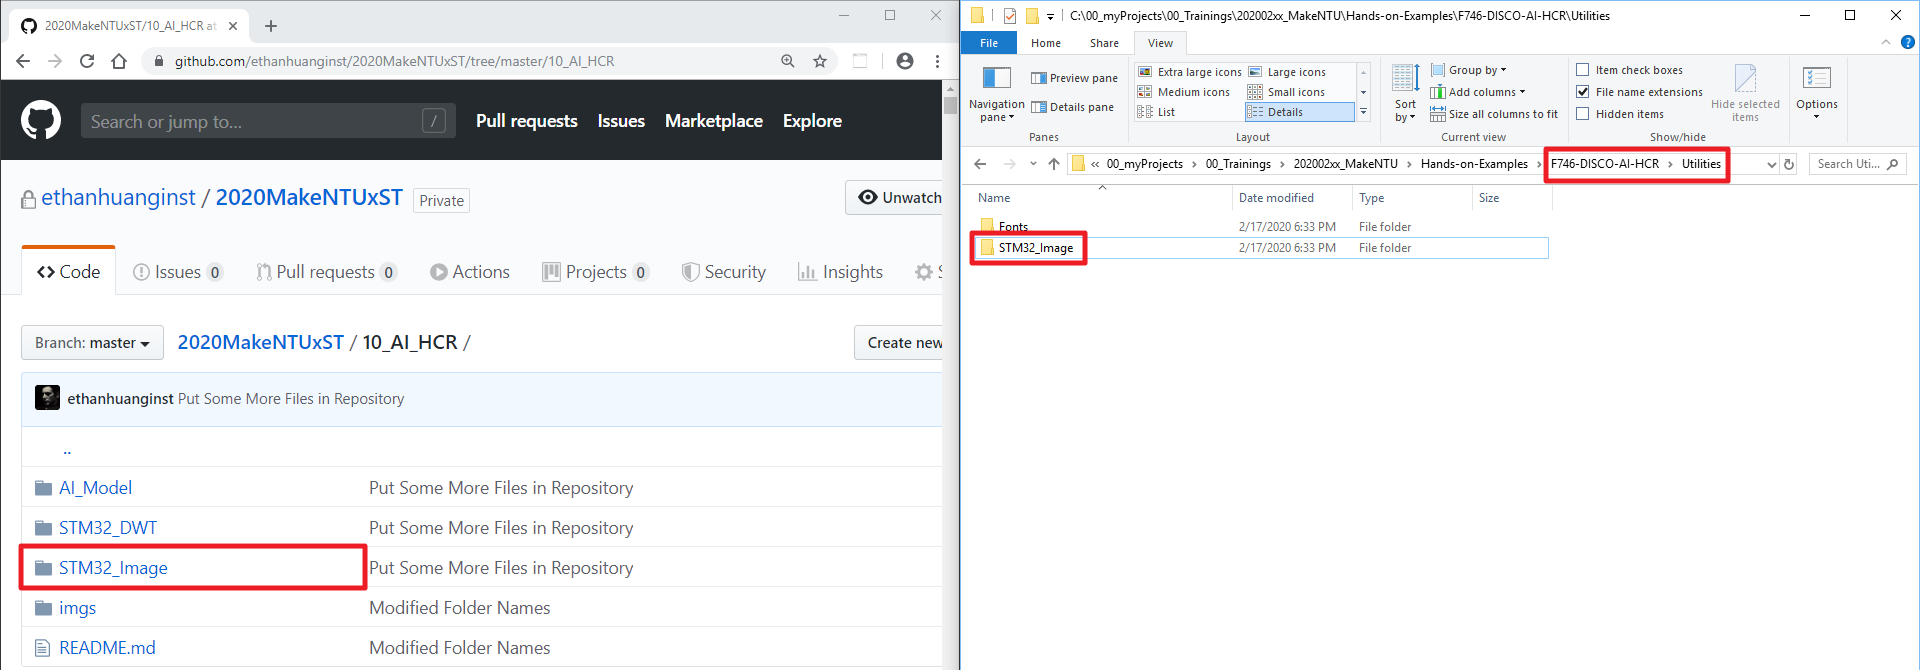 2020MakeNTUxST/10_AI_HCR at
github.com/ethanhuanginst/2020MakeNTUxST/tree/master/10_AI_HCR
Search or jump to...
/
Pull requests
Issues
Marketplace
Explore
ethanhuanginst / 2020MakeNTUxST
Private
Unwatch
Code
Issues 0
Pull requests 0
Actions
Projects 0
Security
Insights
S
Branch: master
2020MakeNTUxST / 10_AI_HCR /
Create new
ethanhuanginst Put Some More Files in Repository
..
AI_Model Put Some More Files in Repository
STM32_DWT Put Some More Files in Repository
STM32_Image Put Some More Files in Repository
imgs Modified Folder Names
README.md Modified Folder Names
C:\00_myProjects\00_Trainings\202002xx_MakeNTU\Hands-on-Examples\F746-DISCO-AI-HCR\Utilities
File
Home
Share
View
?
Navigation
pane
Preview pane
Details pane
Panes
Extra large icons
Large icons
Medium icons
Small icons
List
Details
Layout
Sort
by
Group by
Add columns
Size all columns to fit
Current view
Item check boxes
File name extensions
Hidden items
Hide selected
items
Show/hide
Options
« 00_myProjects > 00_Trainings > 202002xx_MakeNTU > Hands-on-Examples > F746-DISCO-AI-HCR > Utilities
Search Uti...
Name Date modified Type Size
Fonts 2/17/2020 6:33 PM File folder
STM32_Image 2/17/2020 6:33 PM File folder